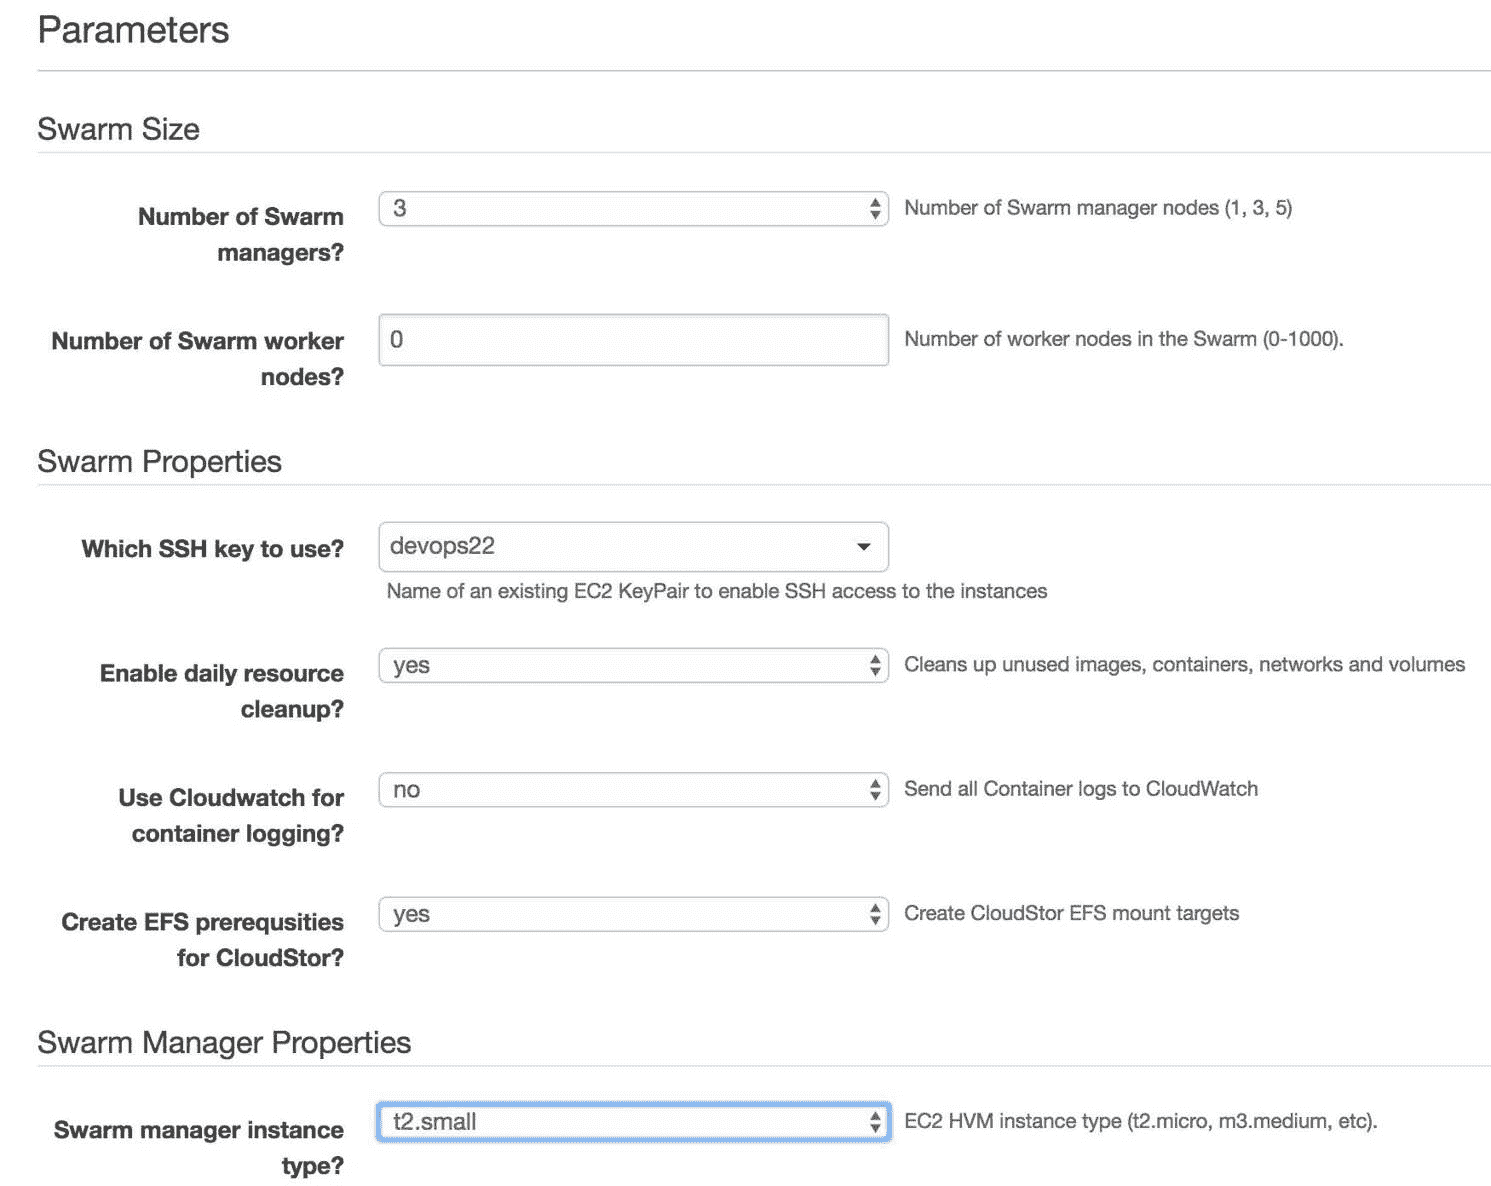 Parameters
Swarm Size
Number of Swarm
managers?
3
Number of Swarm manager nodes (1, 3, 5)
Number of Swarm worker
nodes?
0
Number of worker nodes in the Swarm (0-1000).
Swarm Properties
Which SSH key to use?
devops22
Name of an existing EC2 KeyPair to enable SSH access to the instances
Enable daily resource
cleanup?
yes
Cleans up unused images, containers, networks and volumes
Use Cloudwatch for
container logging?
no
Send all Container logs to CloudWatch
Create EFS prerequsities
for CloudStor?
yes
Create CloudStor EFS mount targets
Swarm Manager Properties
Swarm manager instance
type?
t2.small
EC2 HVM instance type (t2.micro, m3.medium, etc).